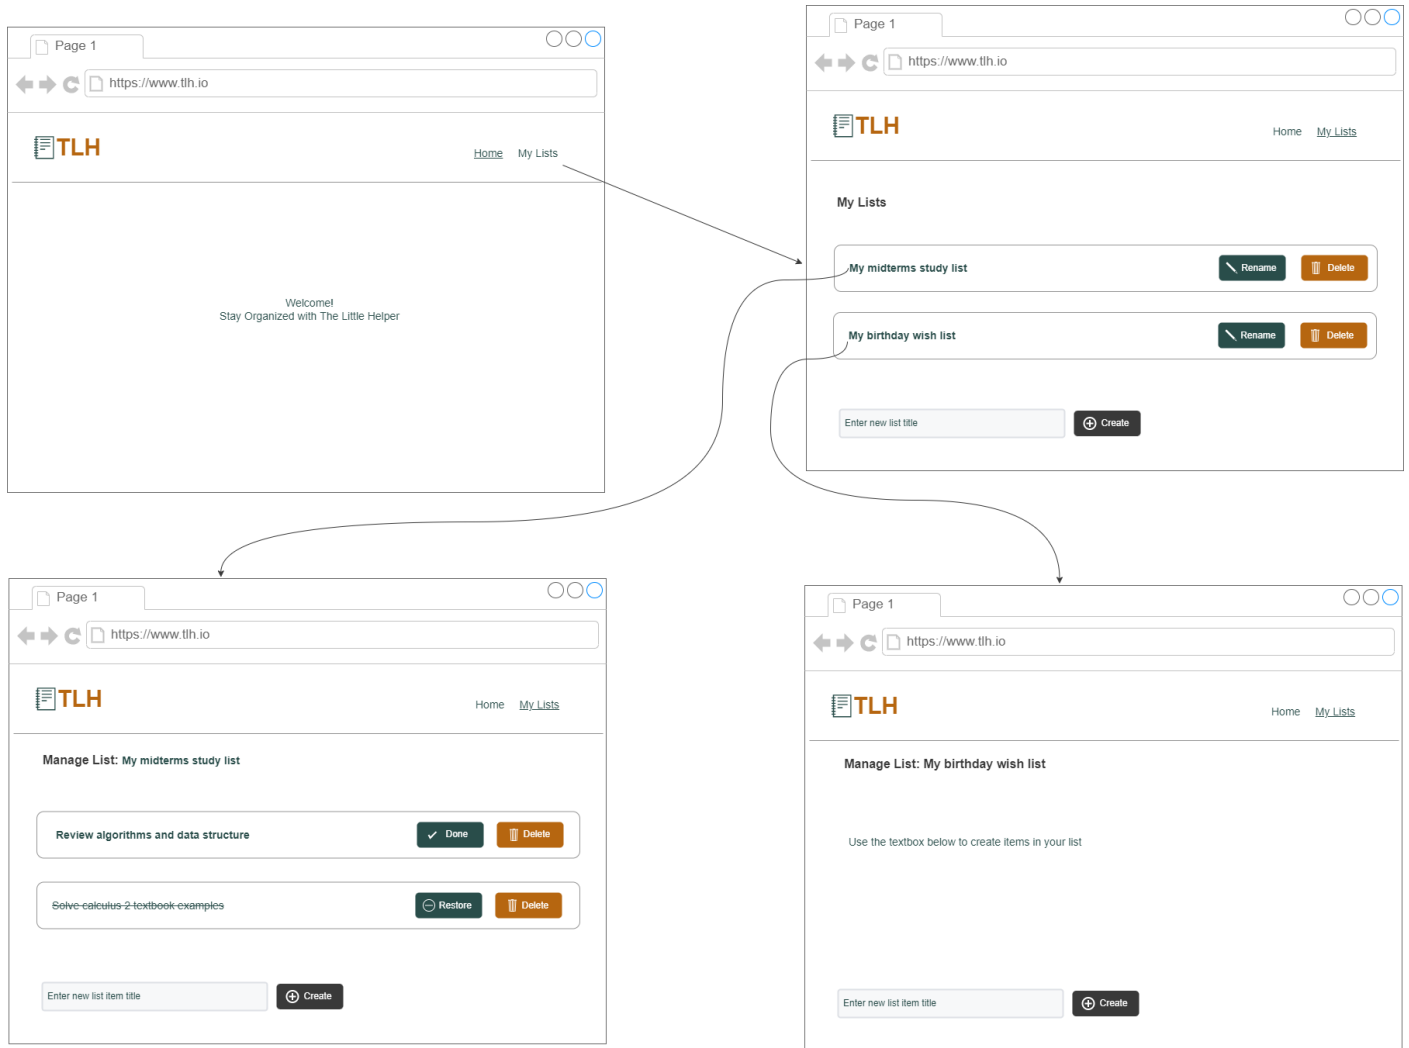 Page 1
https://www.tlh.io
TLH
Home My Lists
Welcome!
Stay Organized with The Little Helper
Page 1
https://www.tlh.io
TLH
Home My Lists
My Lists
My midterms study list Rename Delete
My birthday wish list Rename Delete
Enter new list title Create
Page 1
https://www.tlh.io
TLH
Home My Lists
Manage List: My midterms study list
Review algorithms and data structure Done Delete
Solve calculus 2 textbook examples Restore Delete
Enter new list item title Create
Page 1
https://www.tlh.io
TLH
Home My Lists
Manage List: My birthday wish list
Use the textbox below to create items in your list
Enter new list item title Create